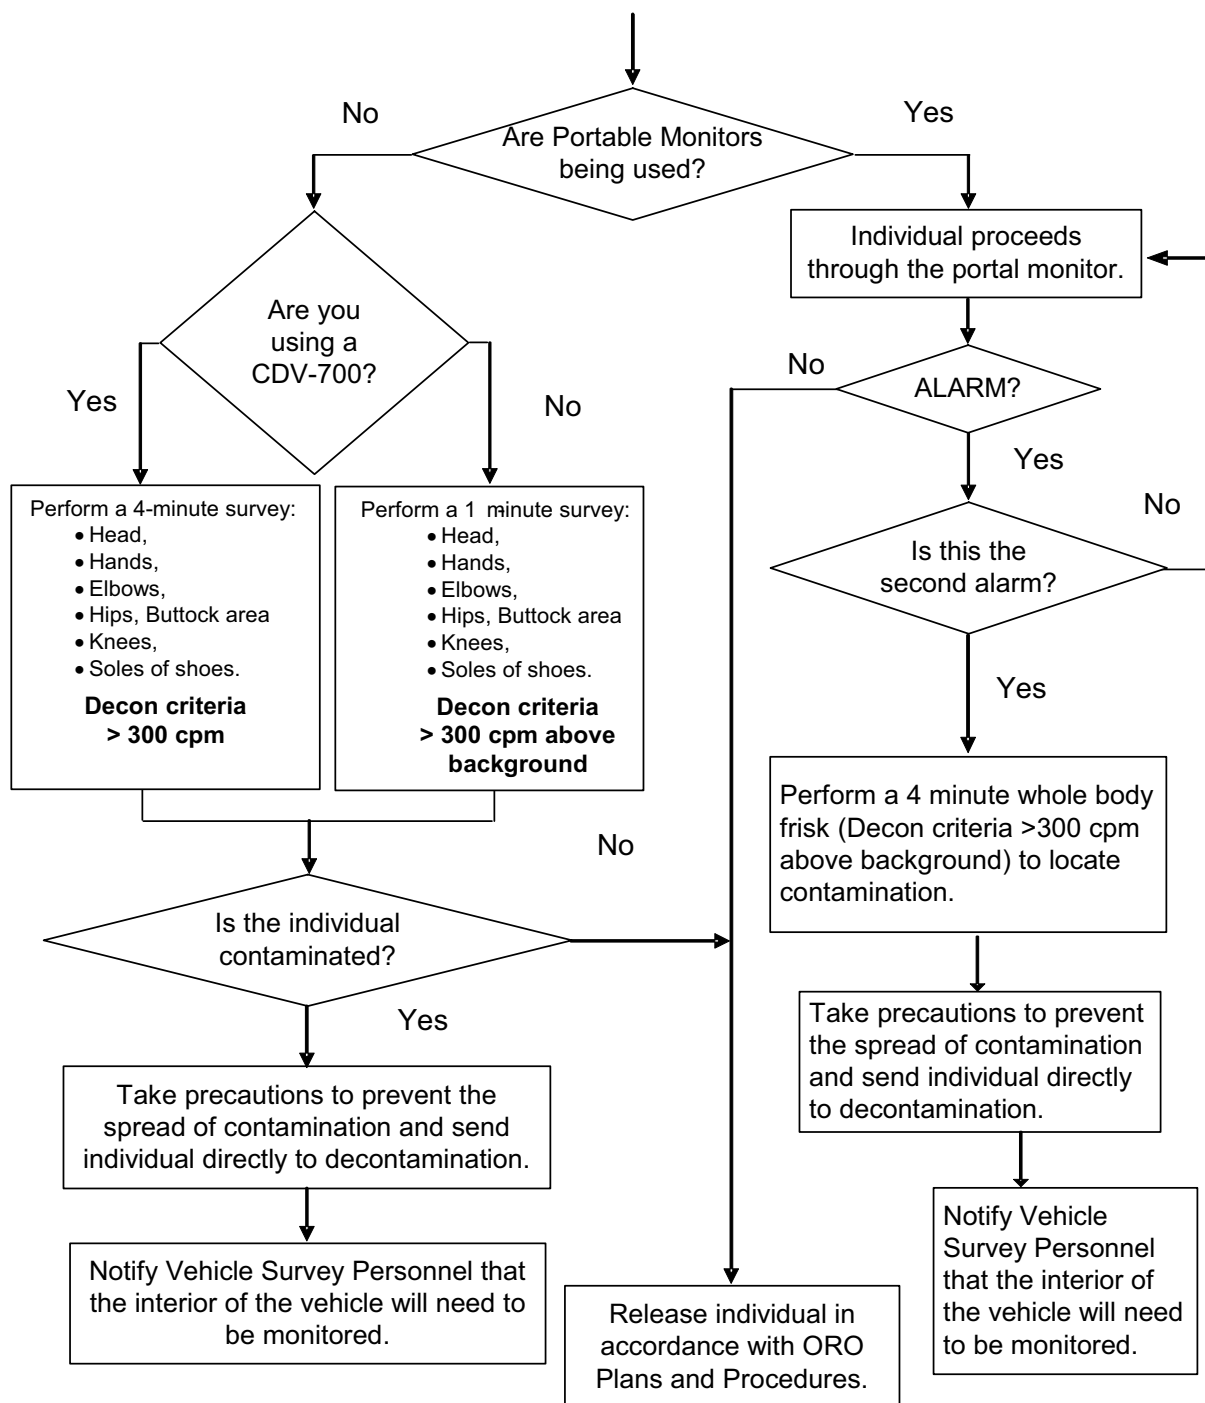 No
Yes
Are Portable Monitors
being used?
Individual proceeds
through the portal monitor.
Are you
using a
CDV-700?
No
ALARM?
Yes
No
Yes
No
Perform a 4-minute survey:
• Head,
• Hands,
• Elbows,
• Hips, Buttock area
• Knees,
• Soles of shoes.
Decon criteria
> 300 cpm
Perform a 1 minute survey:
• Head,
• Hands,
• Elbows,
• Hips, Buttock area
• Knees,
• Soles of shoes.
Decon criteria
> 300 cpm above
background
Is this the
second alarm?
Yes
Perform a 4 minute whole body
frisk (Decon criteria >300 cpm
above background) to locate
contamination.
No
Is the individual
contaminated?
Yes
Take precautions to prevent
the spread of contamination
and send individual directly
to decontamination.
Take precautions to prevent the
spread of contamination and send
individual directly to decontamination.
Notify Vehicle Survey Personnel that
the interior of the vehicle will need to
be monitored.
Release individual in
accordance with ORO
Plans and Procedures.
Notify Vehicle
Survey Personnel
that the interior of
the vehicle will need
to be monitored.